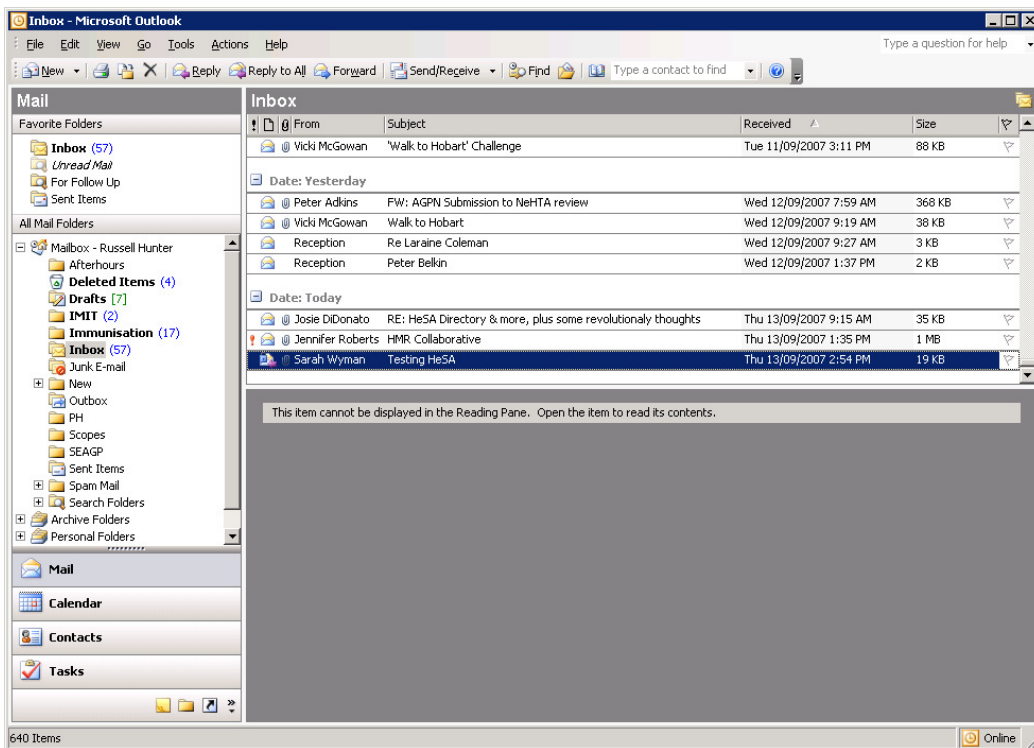 Inbox - Microsoft Outlook
File Edit View Go Tools Actions Help Type a question for help
New Reply Reply to All Forward Send/Receive Find Type a contact to find
Mail
Favorite Folders
Inbox (57)
Unread Mail
For Follow Up
Sent Items
All Mail Folders
Mailbox - Russell Hunter
Afterhours
Deleted Items (4)
Drafts [7]
IMIT (2)
Immunisation (17)
Inbox (57)
Junk E-mail
New
Outbox
PH
Scopes
SEAGP
Sent Items
Spam Mail
Search Folders
Archive Folders
Personal Folders
Mail
Calendar
Contacts
Tasks
Inbox
From Subject Received Size
Vicki McGowan 'Walk to Hobart' Challenge Tue 11/09/2007 3:11 PM 88 KB
Date: Yesterday
Peter Adkins FW: AGPN Submission to NeHTA review Wed 12/09/2007 7:59 AM 368 KB
Vicki McGowan Walk to Hobart Wed 12/09/2007 9:19 AM 38 KB
Reception Re Laraine Coleman Wed 12/09/2007 9:27 AM 3 KB
Reception Peter Belkin Wed 12/09/2007 1:37 PM 2 KB
Date: Today
Josie DiDonato RE: HeSA Directory & more, plus some revolutionaly thoughts Thu 13/09/2007 9:15 AM 35 KB
Jennifer Roberts HMR Collaborative Thu 13/09/2007 1:35 PM 1 MB
Sarah Wyman Testing HeSA Thu 13/09/2007 2:54 PM 19 KB
This item cannot be displayed in the Reading Pane. Open the item to read its contents.
640 Items Online